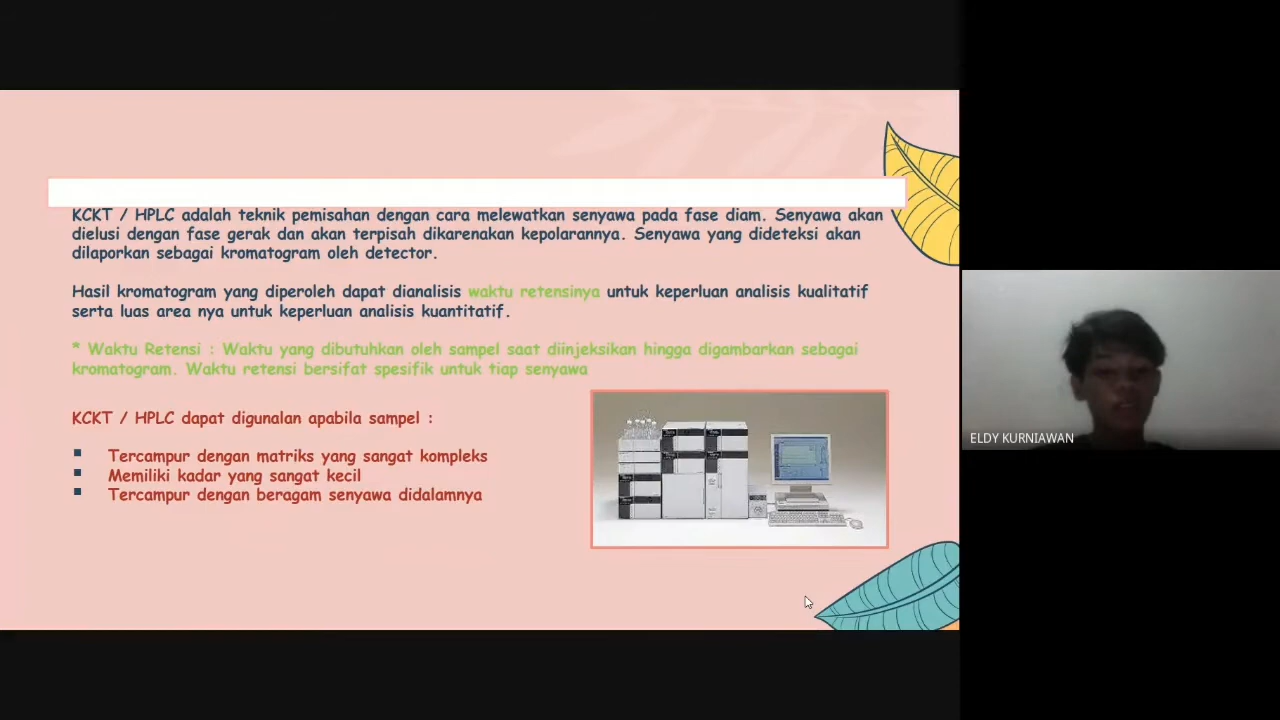 KCKT / HPLC adalah teknik pemisahan dengan cara melewatkan senyawa pada fase diam. Senyawa akan
dielusi dengan fase gerak dan akan terpisah dikarenakan kepolarannya. Senyawa yang dideteksi akan
dilaporkan sebagai kromatogram oleh detector.
Hasil kromatogram yang diperoleh dapat dianalisis waktu retensinya untuk keperluan analisis kualitatif
serta luas area nya untuk keperluan analisis kuantitatif.
* Waktu Retensi : Waktu yang dibutuhkan oleh sampel saat diinjeksikan hingga digambarkan sebagai
kromatogram. Waktu retensi bersifat spesifik untuk tiap senyawa
KCKT / HPLC dapat digunalan apabila sampel :
Tercampur dengan matriks yang sangat kompleks
Memiliki kadar yang sangat kecil
Tercampur dengan beragam senyawa didalamnya
ELDY KURNIAWAN